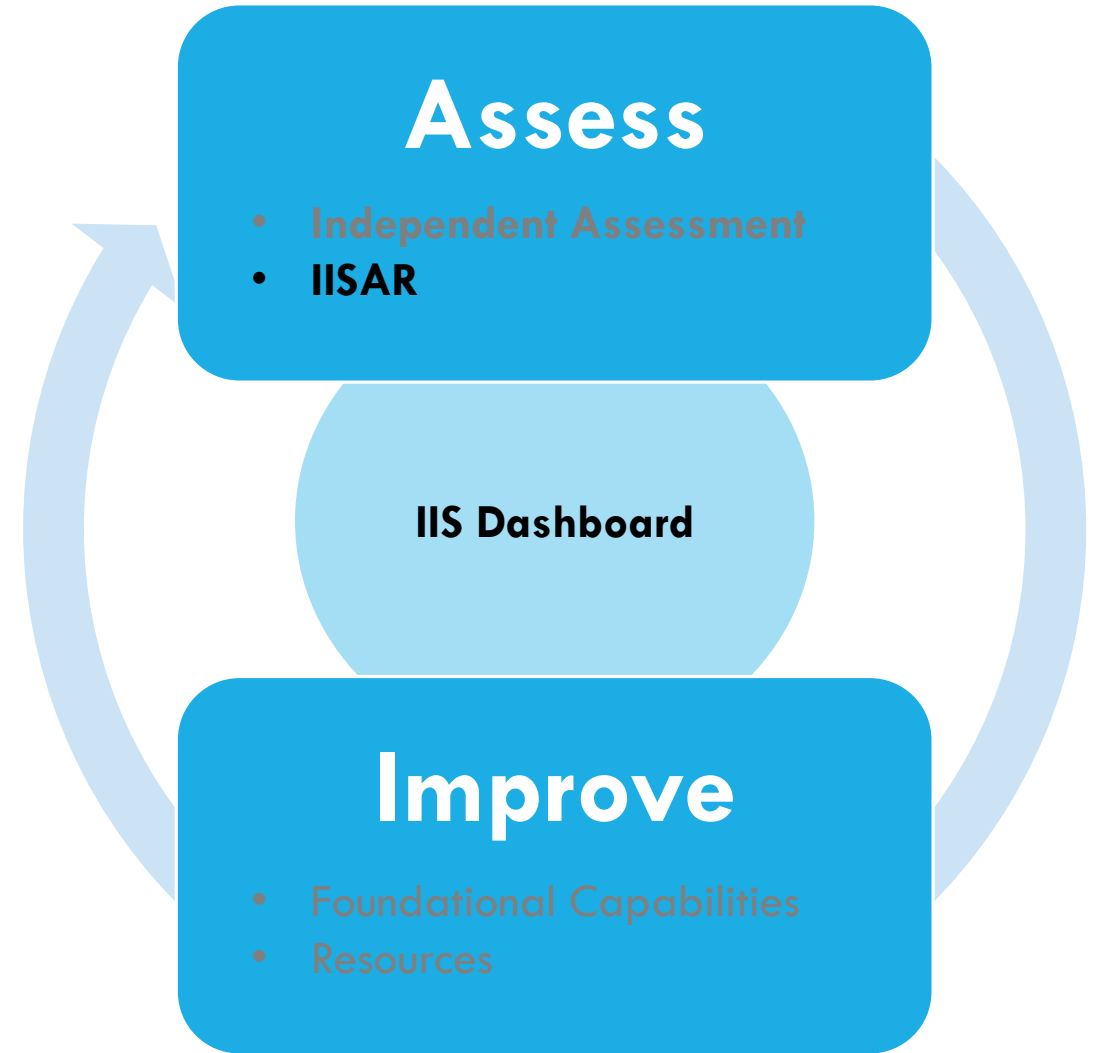 Assess
• Independent Assessment
• IISAR
IIS Dashboard
Improve
• Foundational Capabilities
• Resources